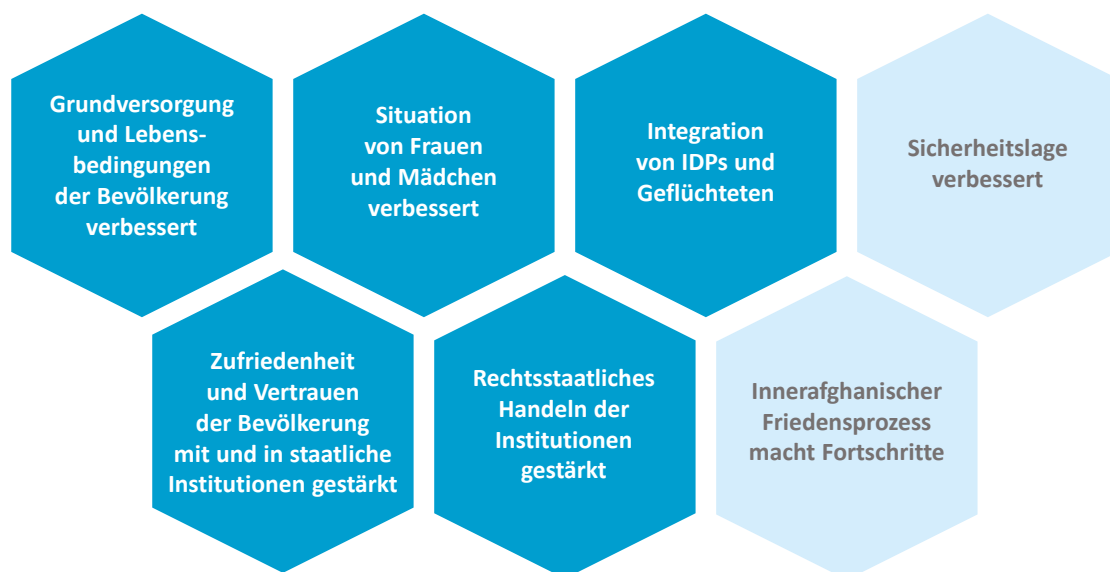 Grundversorgung
und Lebens-
bedingungen
der Bevölkerung
verbessert
Situation
von Frauen
und Mädchen
verbessert
Integration
von IDPs und
Geflüchteten
Sicherheitslage
verbessert
Zufriedenheit
und Vertrauen
der Bevölkerung
mit und in staatliche
Institutionen gestärkt
Rechtsstaatliches
Handeln der
Institutionen
gestärkt
Innerafghanischer
Friedensprozess
macht Fortschritte